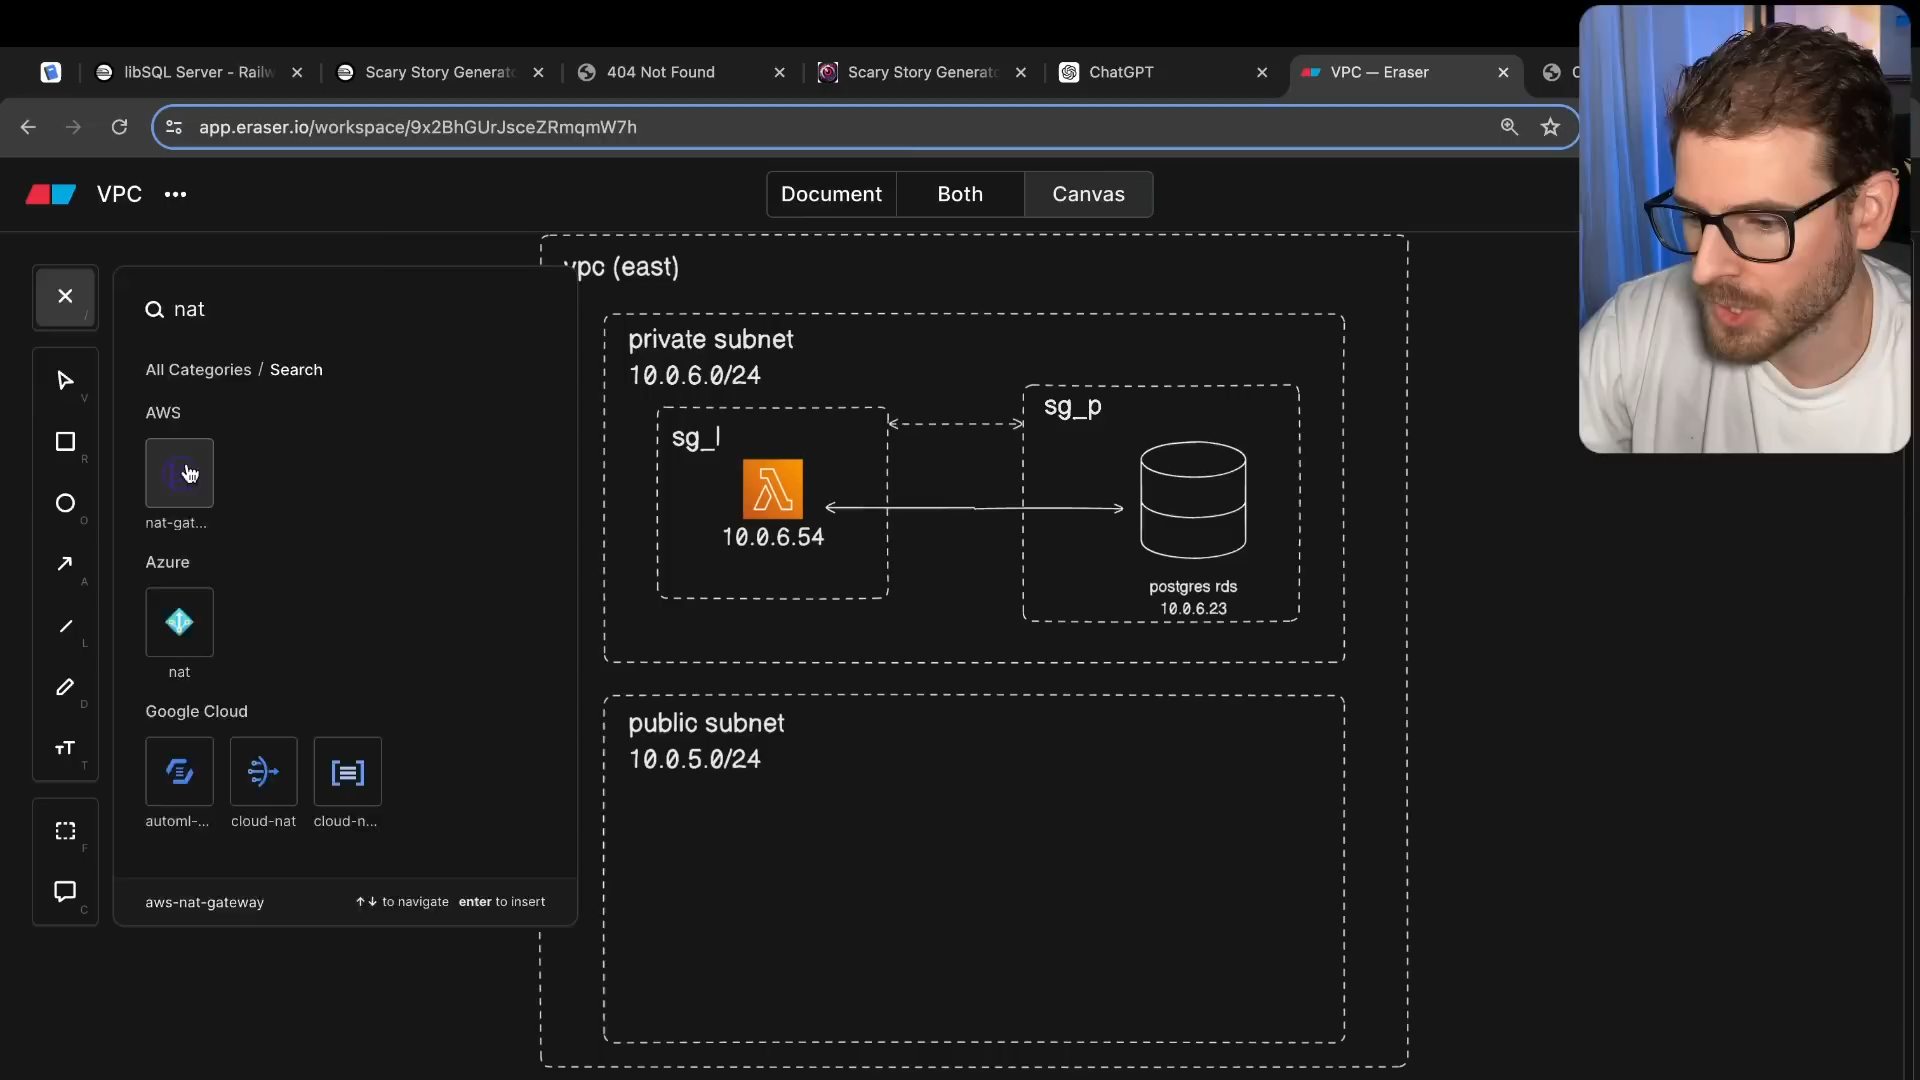 libSQL Server - Railw
Scary Story Generato
404 Not Found
Scary Story Generato
ChatGPT
VPC — Eraser
app.eraser.io/workspace/9x2BhGUrJsceZRmqmW7h
VPC
Document
Both
Canvas
vpc (east)
nat
All Categories / Search
AWS
nat-gat...
Azure
nat
Google Cloud
automl-...
cloud-nat
cloud-n...
aws-nat-gateway
to navigate
enter to insert
/
V
R
O
A
L
D
T
F
C
private subnet
10.0.6.0/24
sg_l
10.0.6.54
sg_p
postgres rds
10.0.6.23
public subnet
10.0.5.0/24